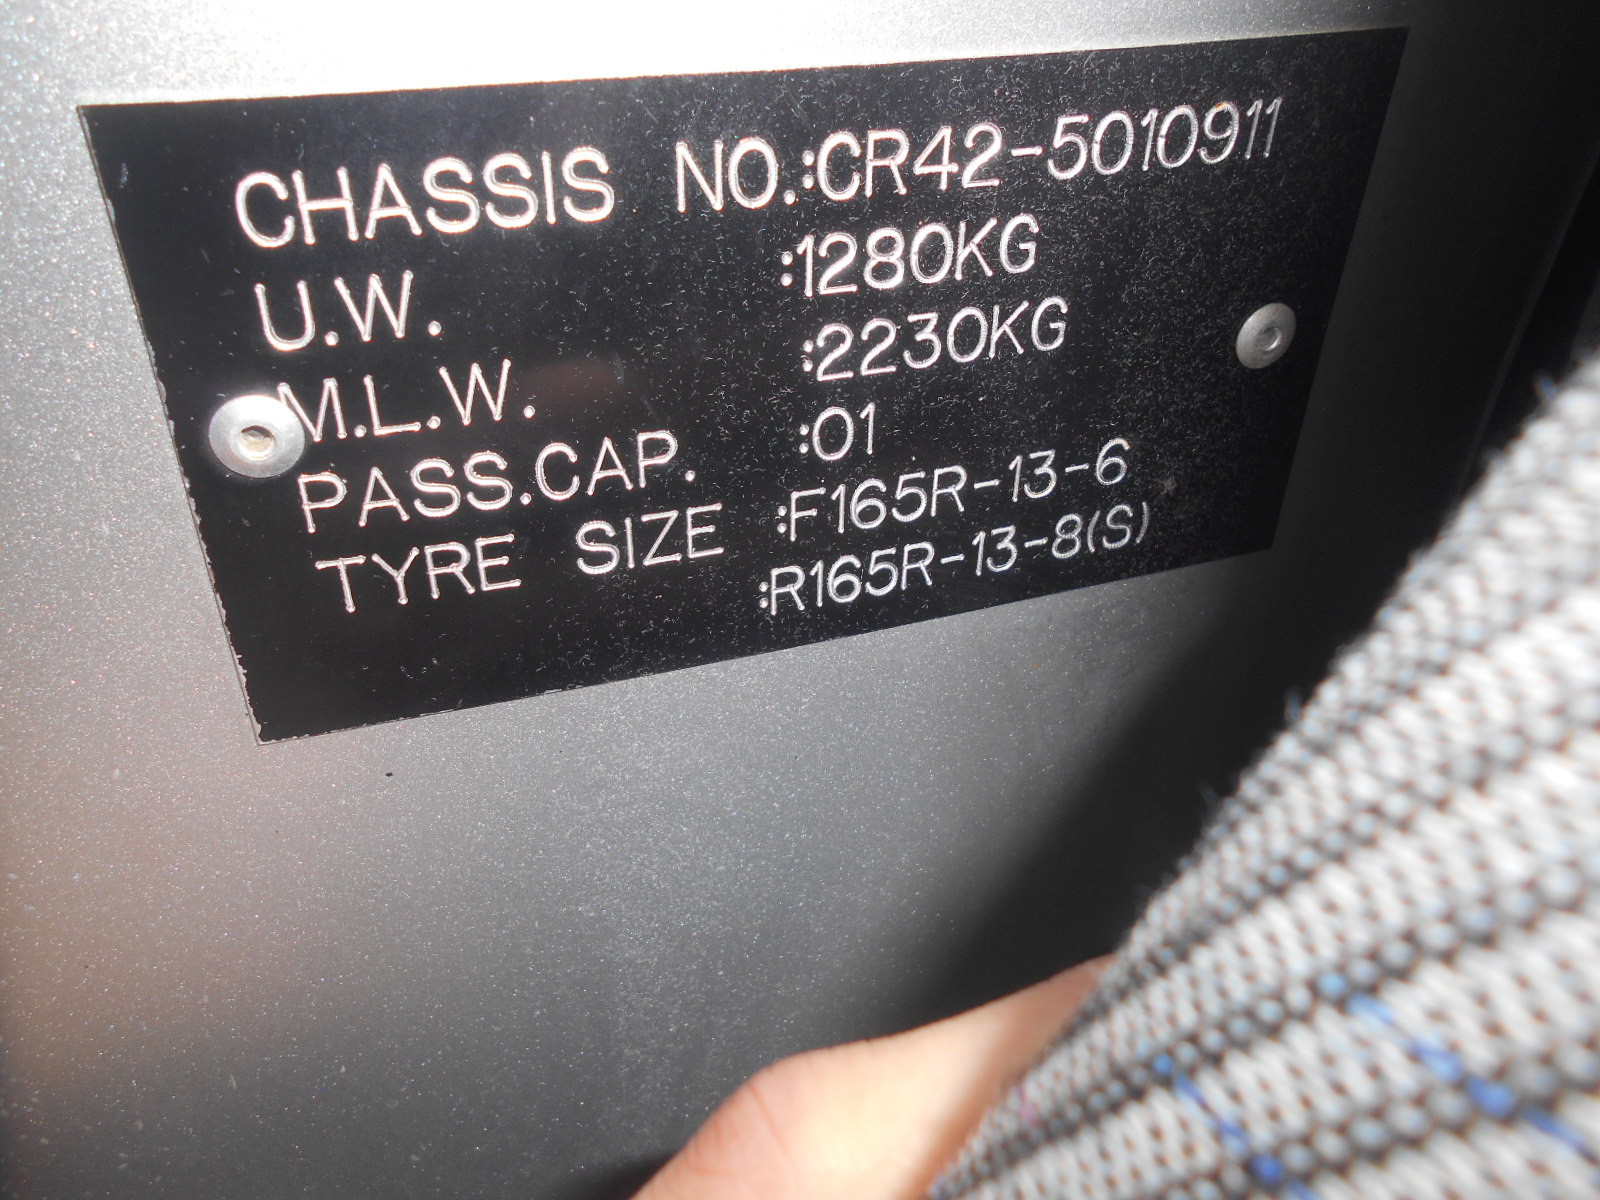 CHASSIS NO.:CR42-5010911
U.W. :1280KG
M.L.W. :2230KG
PASS.CAP. :01
TYRE SIZE :F165R-13-6
:R165R-13-8(S)